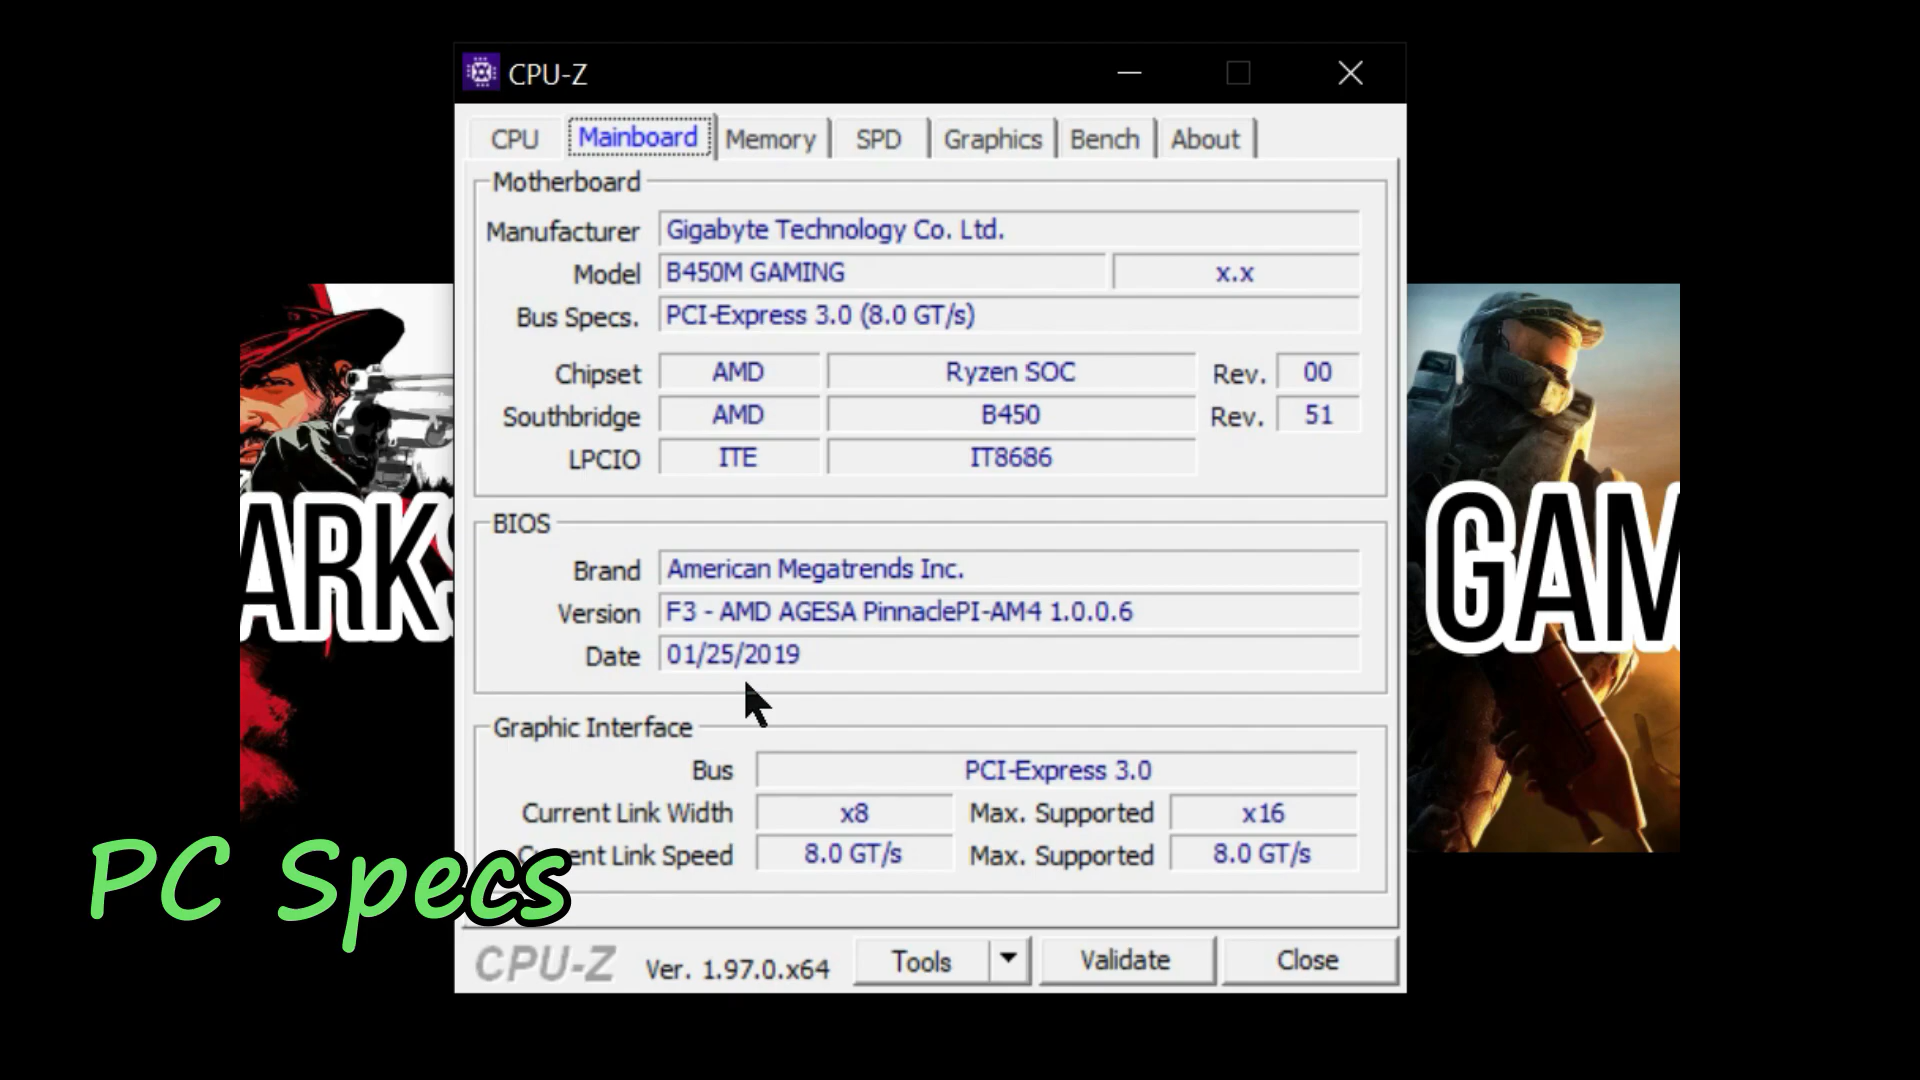 CPU-Z
CPU Mainboard Memory SPD Graphics Bench About
Motherboard
Manufacturer Gigabyte Technology Co. Ltd.
Model B450M GAMING x.x
Bus Specs. PCI-Express 3.0 (8.0 GT/s)
Chipset AMD Ryzen SOC Rev. 00
Southbridge AMD B450 Rev. 51
LPCIO ITE IT8686
ARKS GAM
BIOS
Brand American Megatrends Inc.
Version F3 - AMD AGESA PinnaclePI-AM4 1.0.0.6
Date 01/25/2019
Graphic Interface
Bus PCI-Express 3.0
Current Link Width x8 Max. Supported x16
Current Link Speed 8.0 GT/s Max. Supported 8.0 GT/s
PC Specs
CPU-Z Ver. 1.97.0.x64 Tools Validate Close